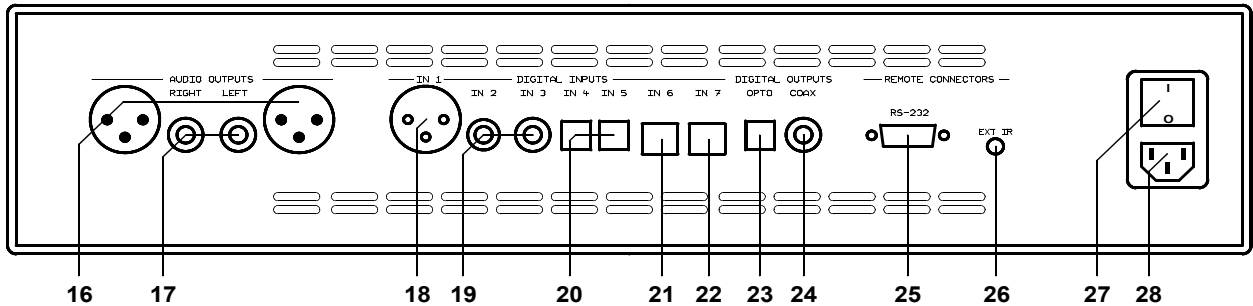 AUDIO OUTPUTS IN 1 DIGITAL INPUTS DIGITAL OUTPUTS REMOTE CONNECTORS
RIGHT LEFT IN 2 IN 3 IN 4 IN 5 IN 6 IN 7 OPTO COAX
RS-232
EXT IR
I
O
16 17 18 19 20 21 22 23 24 25 26 27 28